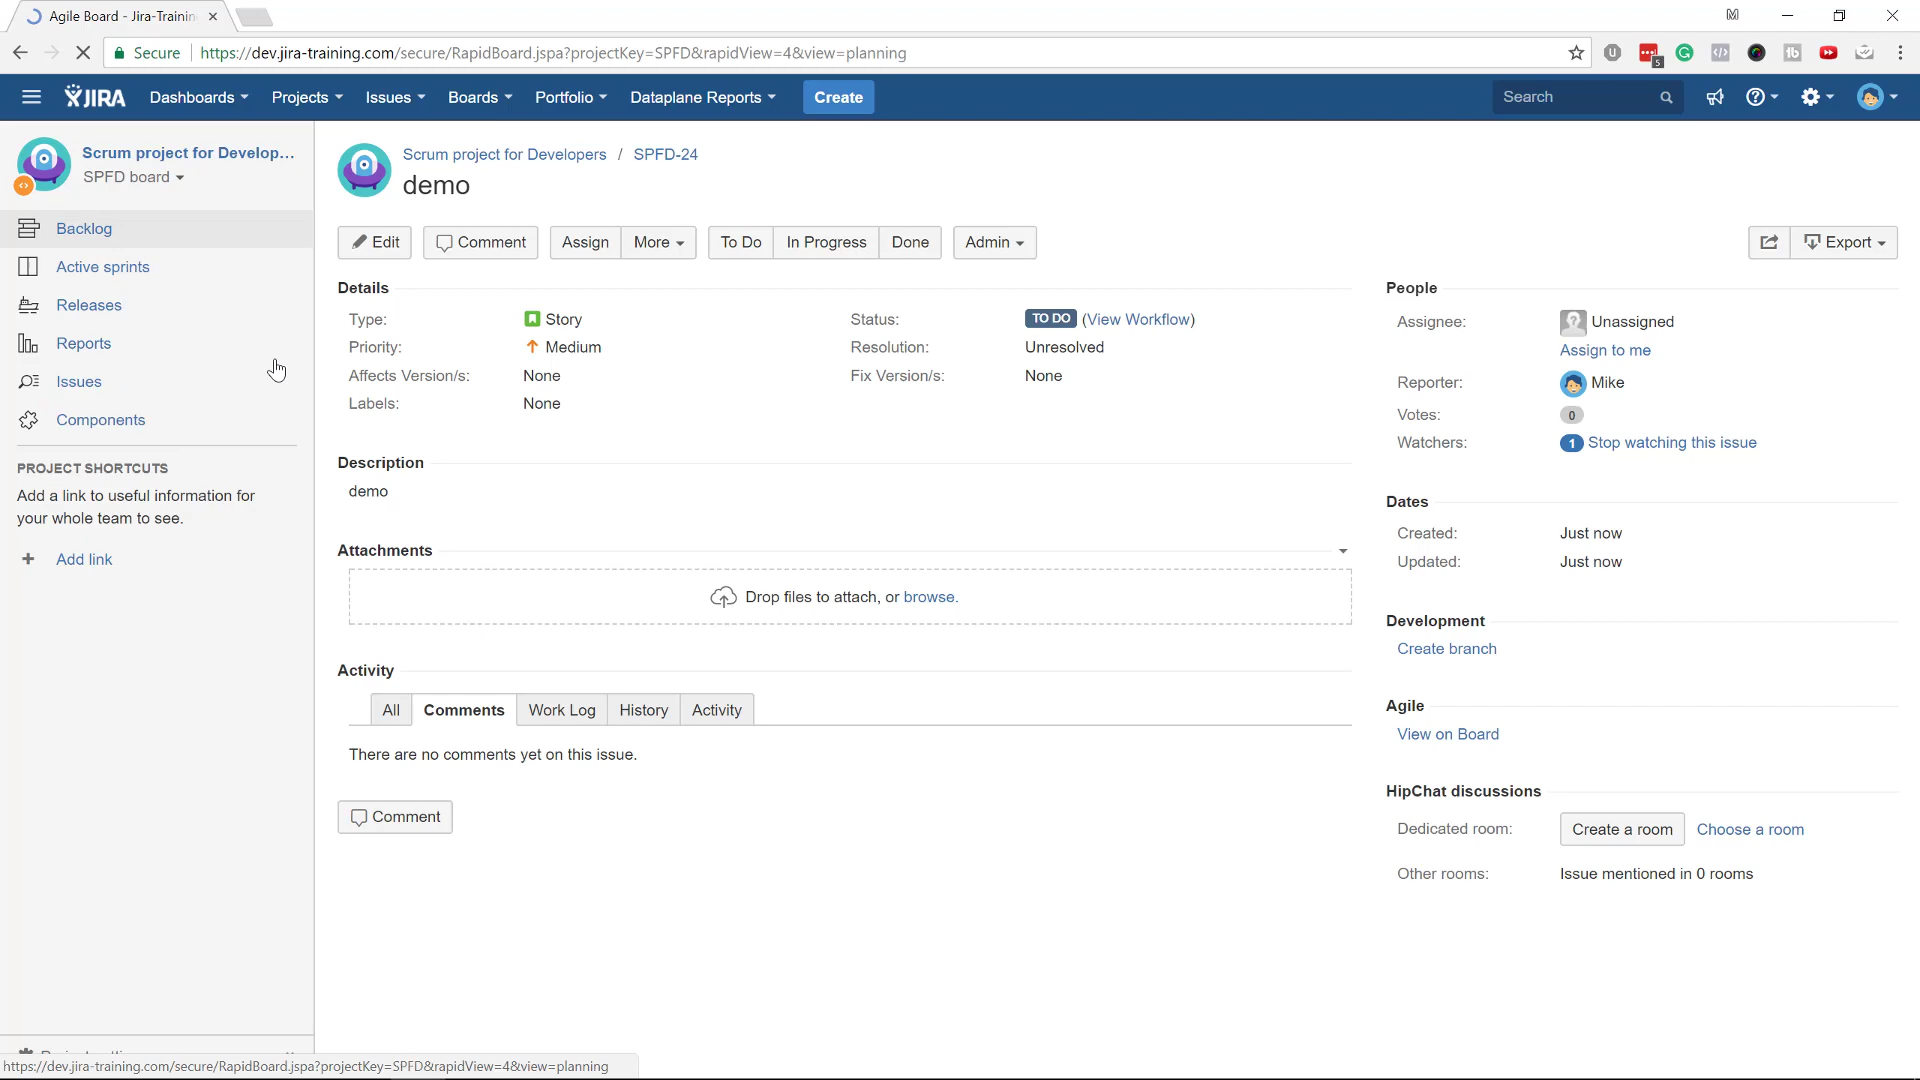 Agile Board - Jira-Trainin
Secure
https://dev.jira-training.com/secure/RapidBoard.jspa?projectKey=SPFD&rapidView=4&view=planning
5
JIRA
Dashboards
Projects
Issues
Boards
Portfolio
Dataplane Reports
Create
Search
Scrum project for Develop...
SPFD board
Backlog
Active sprints
Releases
Reports
Issues
Components
PROJECT SHORTCUTS
Add a link to useful information for
your whole team to see.
+ Add link
Scrum project for Developers / SPFD-24
demo
Edit
Comment
Assign
More
To Do
In Progress
Done
Admin
Export
Details
Type: Story
Priority: Medium
Affects Version/s: None
Labels: None
Status: TO DO (View Workflow)
Resolution: Unresolved
Fix Version/s: None
Description
demo
Attachments
Drop files to attach, or browse.
Activity
All
Comments
Work Log
History
Activity
There are no comments yet on this issue.
Comment
People
Assignee: Unassigned
Assign to me
Reporter: Mike
Votes: 0
Watchers: 1 Stop watching this issue
Dates
Created: Just now
Updated: Just now
Development
Create branch
Agile
View on Board
HipChat discussions
Dedicated room: Create a room Choose a room
Other rooms: Issue mentioned in 0 rooms
https://dev.jira-training.com/secure/RapidBoard.jspa?projectKey=SPFD&rapidView=4&view=planning